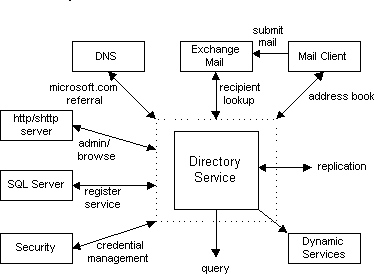 submit
mail
DNS
Exchange
Mail
Mail Client
microsoft.com
referral
recipient
lookup
address book
http/shttp
server
admin/
browse
Directory
Service
replication
SQL Server
register
service
Security
credential
management
query
Dynamic
Services